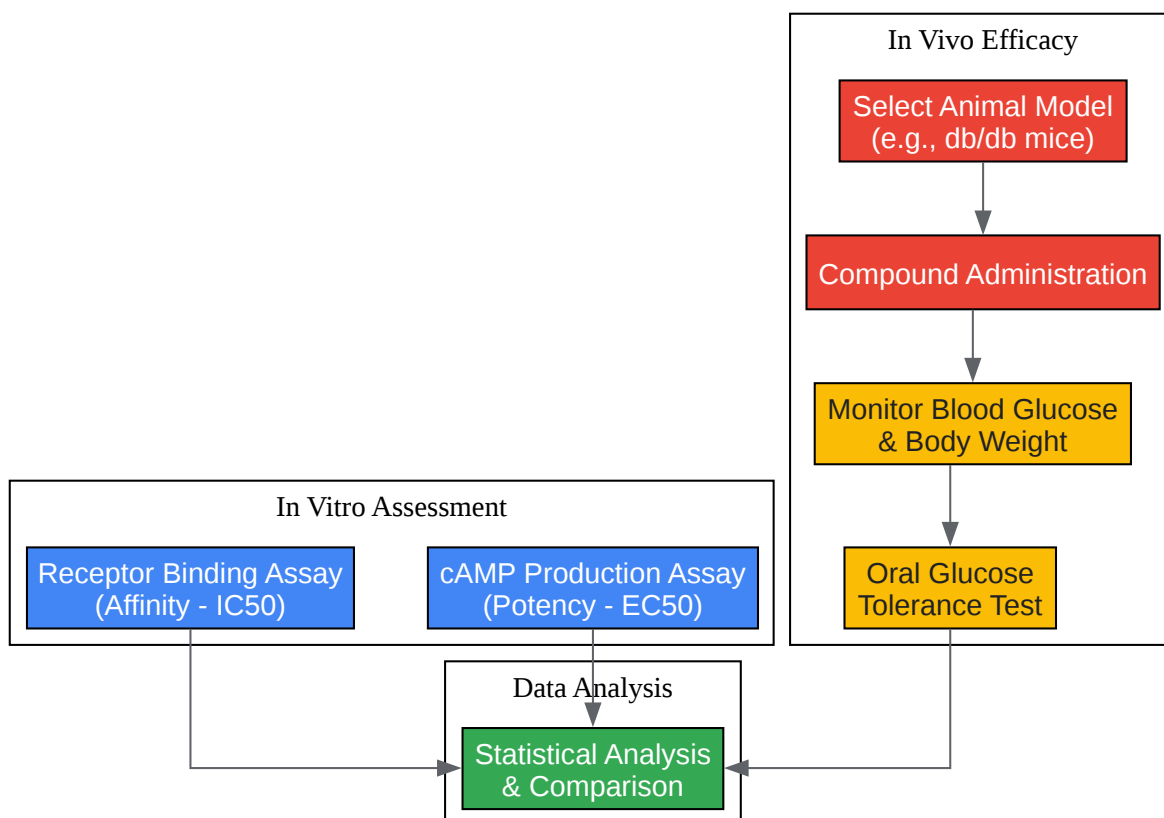 In Vivo Efficacy
Select Animal Model
(e.g., db/db mice)
Compound Administration
Monitor Blood Glucose
& Body Weight
Oral Glucose
Tolerance Test
In Vitro Assessment
Receptor Binding Assay
(Affinity - IC50)
cAMP Production Assay
(Potency - EC50)
Data Analysis
Statistical Analysis
& Comparison